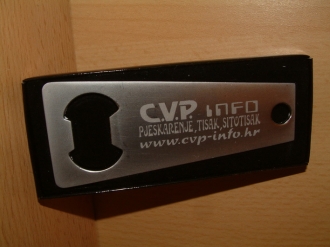 C.V.P. INFO
PJESKARENJE, TISAK, SITOTISAK
www.cvp-info.hr